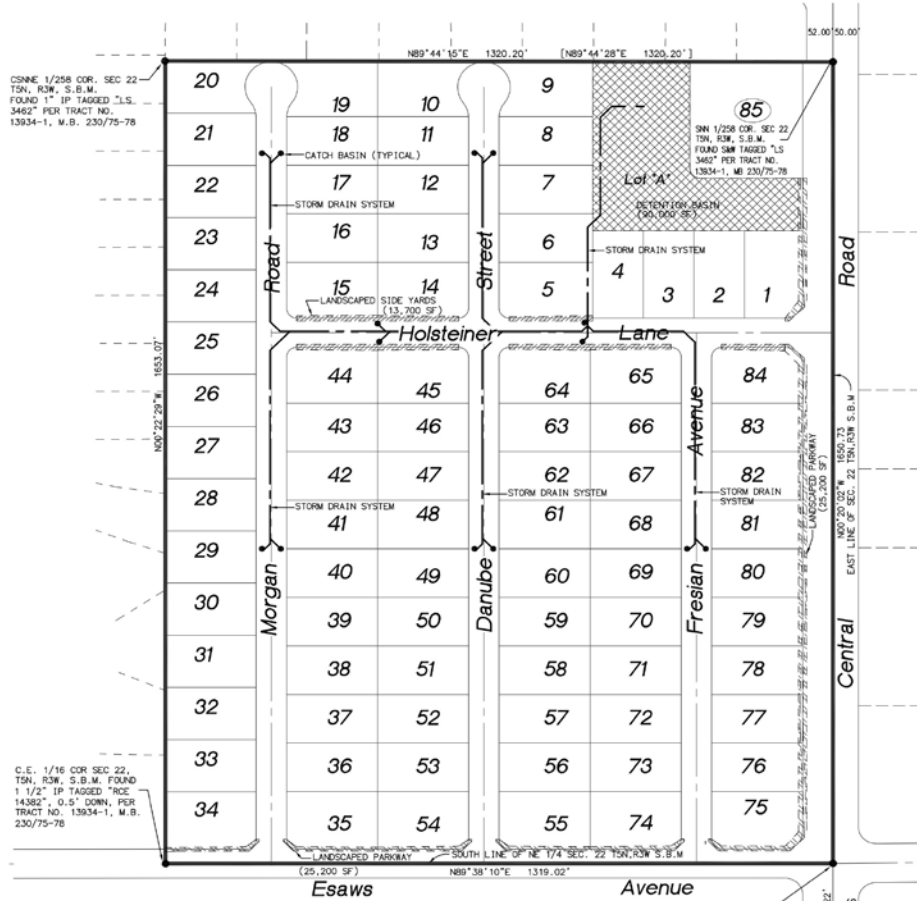 52.00'50.00'
N89°44'15"E 1320.20' [N89°44'28"E 1320.20']
CSNNE 1/258 COR. SEC 22
T5N, R3W, S.B.M.
FOUND 1" IP TAGGED "LS
3462" PER TRACT NO.
13934-1, M.B. 230/75-78
20
19
10
9
85
SNN 1/258 COR. SEC 22
T5N, R3W, S.B.M.
FOUND S&W TAGGED "LS
3462" PER TRACT NO.
13934-1, MB 230/75-78
21
18
11
8
CATCH BASIN (TYPICAL)
22
17
12
7
Lot "A"
DETENTION BASIN
(90,000 SF)
STORM DRAIN SYSTEM
23
16
13
6
STORM DRAIN SYSTEM
Road
Street
Road
24
15
14
5
4
3
2
1
LANDSCAPED SIDE YARDS
(13,700 SF)
Holsteiner
Lane
25
N00°22'29"W 1653.07'
26
44
45
64
65
84
27
43
46
63
66
Avenue
83
28
42
47
62
67
82
STORM DRAIN SYSTEM
STORM DRAIN SYSTEM
STORM DRAIN
SYSTEM
41
48
61
68
81
LANDSCAPED PARKWAY
(25,200 SF)
N00°20'02"W 1650.73
EAST LINE OF SEC. 22 T5N,R3W S.B.M
29
40
49
60
69
80
Morgan
Danube
Fresian
30
39
50
59
70
79
31
38
51
58
71
78
Central
32
37
52
57
72
77
33
36
53
56
73
76
C.E. 1/16 COR SEC 22,
T5N, R3W, S.B.M. FOUND
1 1/2" IP TAGGED "RCE
14382", 0.5' DOWN, PER
TRACT NO. 13934-1, M.B.
230/75-78
34
35
54
55
74
75
LANDSCAPED PARKWAY
(25,200 SF)
SOUTH LINE OF NE 1/4 SEC. 22 T5N,R3W S.B.M
N89°38'10"E 1319.02'
Esaws
Avenue